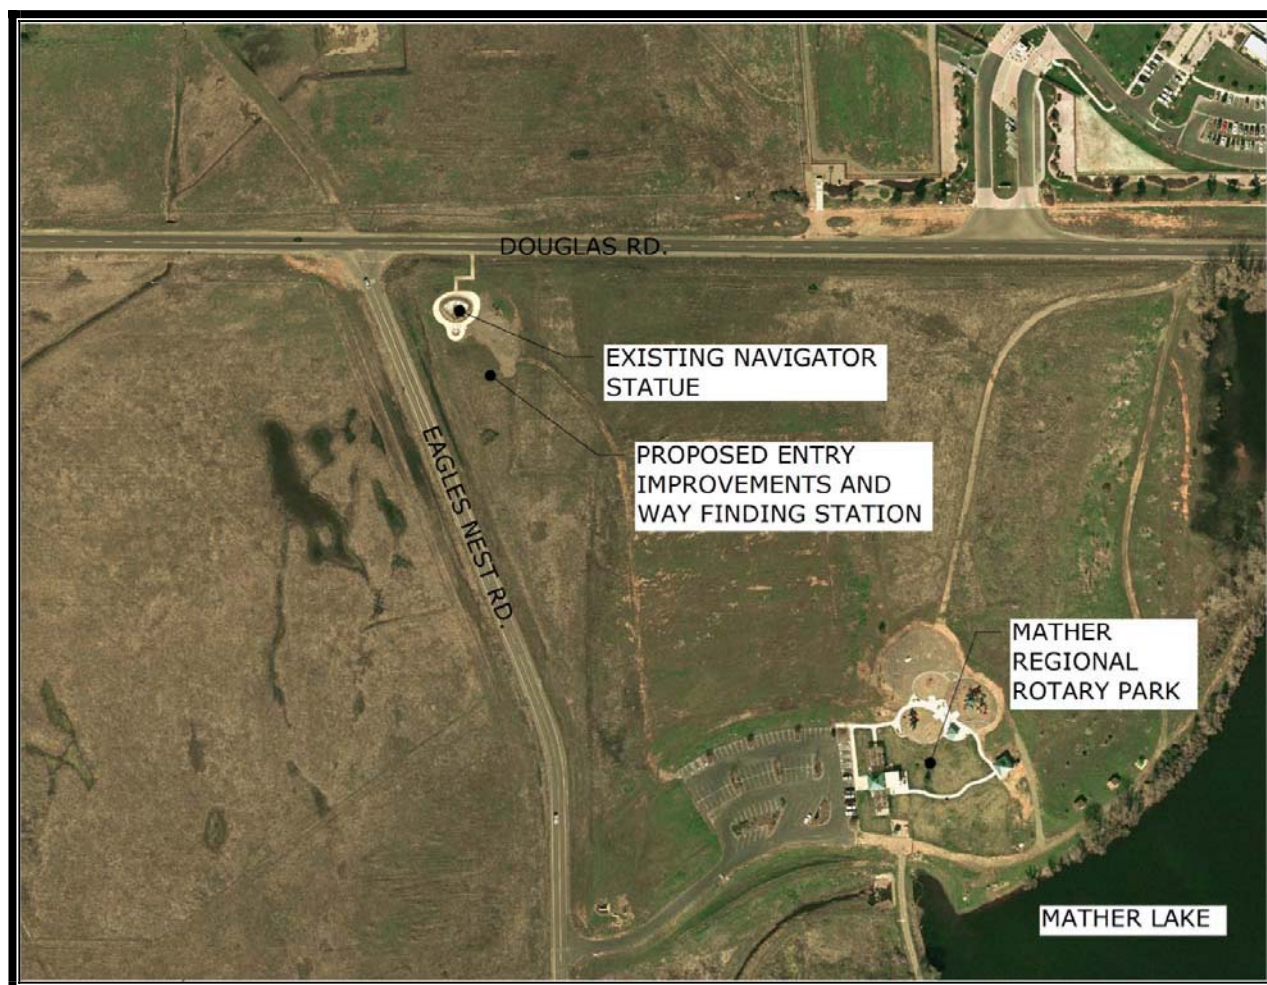 DOUGLAS RD.
EXISTING NAVIGATOR
STATUE
PROPOSED ENTRY
IMPROVEMENTS AND
WAY FINDING STATION
EAGLES NEST RD.
MATHER
REGIONAL
ROTARY PARK
MATHER LAKE